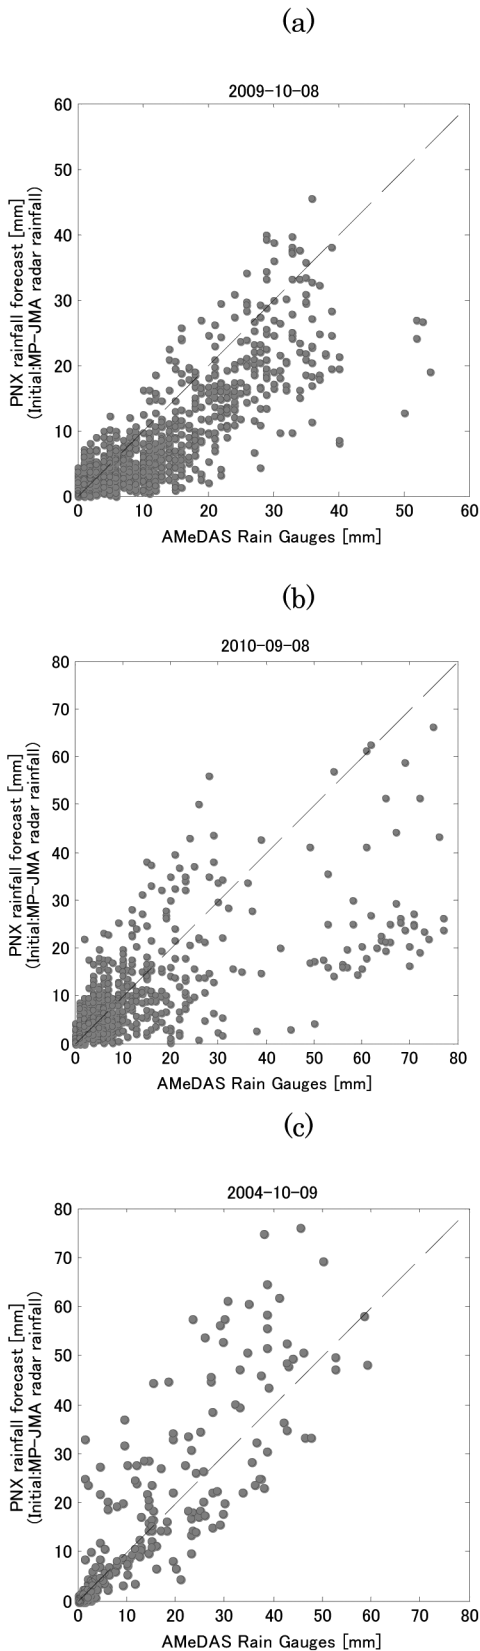 (a)
2009-10-08
60
50
40
30
20
10
0
PNX rainfall forecast [mm]
(Initial:MP-JMA radar rainfall)
0 10 20 30 40 50 60
AMeDAS Rain Gauges [mm]
(b)
2010-09-08
80
70
60
50
40
30
20
10
0
PNX rainfall forecast [mm]
(Initial:MP-JMA radar rainfall)
0 10 20 30 40 50 60 70 80
AMeDAS Rain Gauges [mm]
(c)
2004-10-09
80
70
60
50
40
30
20
10
0
PNX rainfall forecast [mm]
(Initial:MP-JMA radar rainfall)
0 10 20 30 40 50 60 70 80
AMeDAS Rain Gauges [mm]